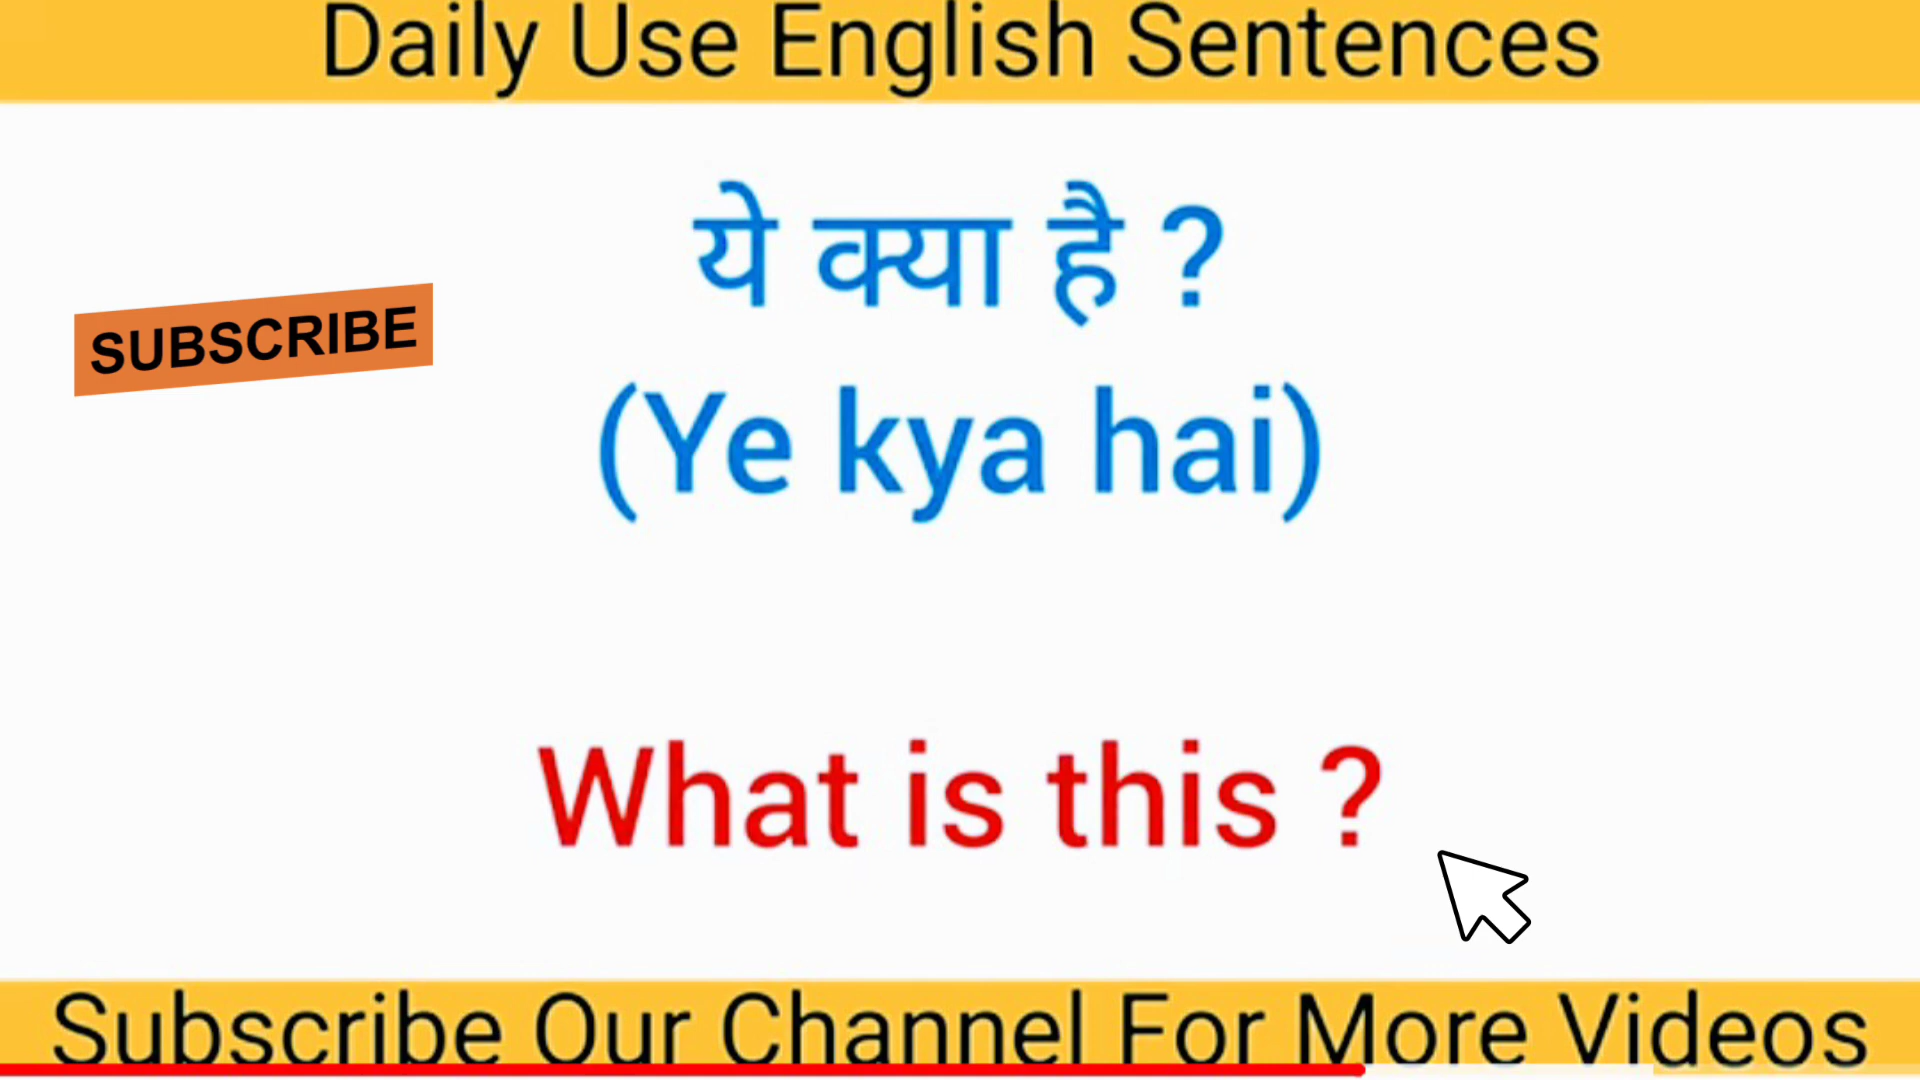 Daily Use English Sentences
ये क्या है ?
SUBSCRIBE
(Ye kya hai)
What is this ?
Subscribe Our Channel For More Videos